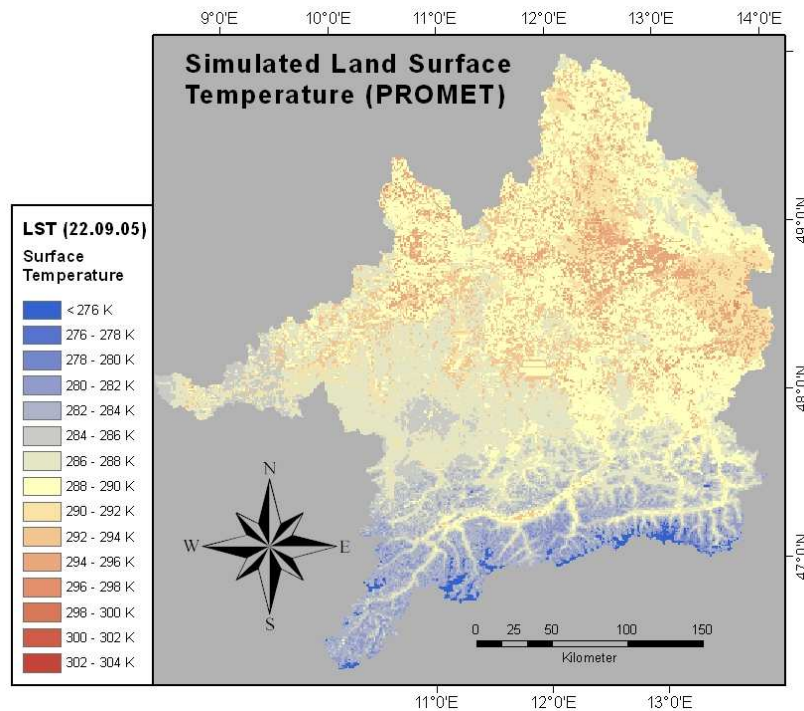 9°0'E 10°0'E 11°0'E 12°0'E 13°0'E 14°0'E
Simulated Land Surface
Temperature (PROMET)
LST (22.09.05)
Surface
Temperature
< 276 K
276 - 278 K
278 - 280 K
280 - 282 K
282 - 284 K
284 - 286 K
286 - 288 K
288 - 290 K
290 - 292 K
292 - 294 K
294 - 296 K
296 - 298 K
298 - 300 K
300 - 302 K
302 - 304 K
49°0'N
48°0'N
47°0'N
N
W E
S
0 25 50 100 150
Kilometer
11°0'E 12°0'E 13°0'E